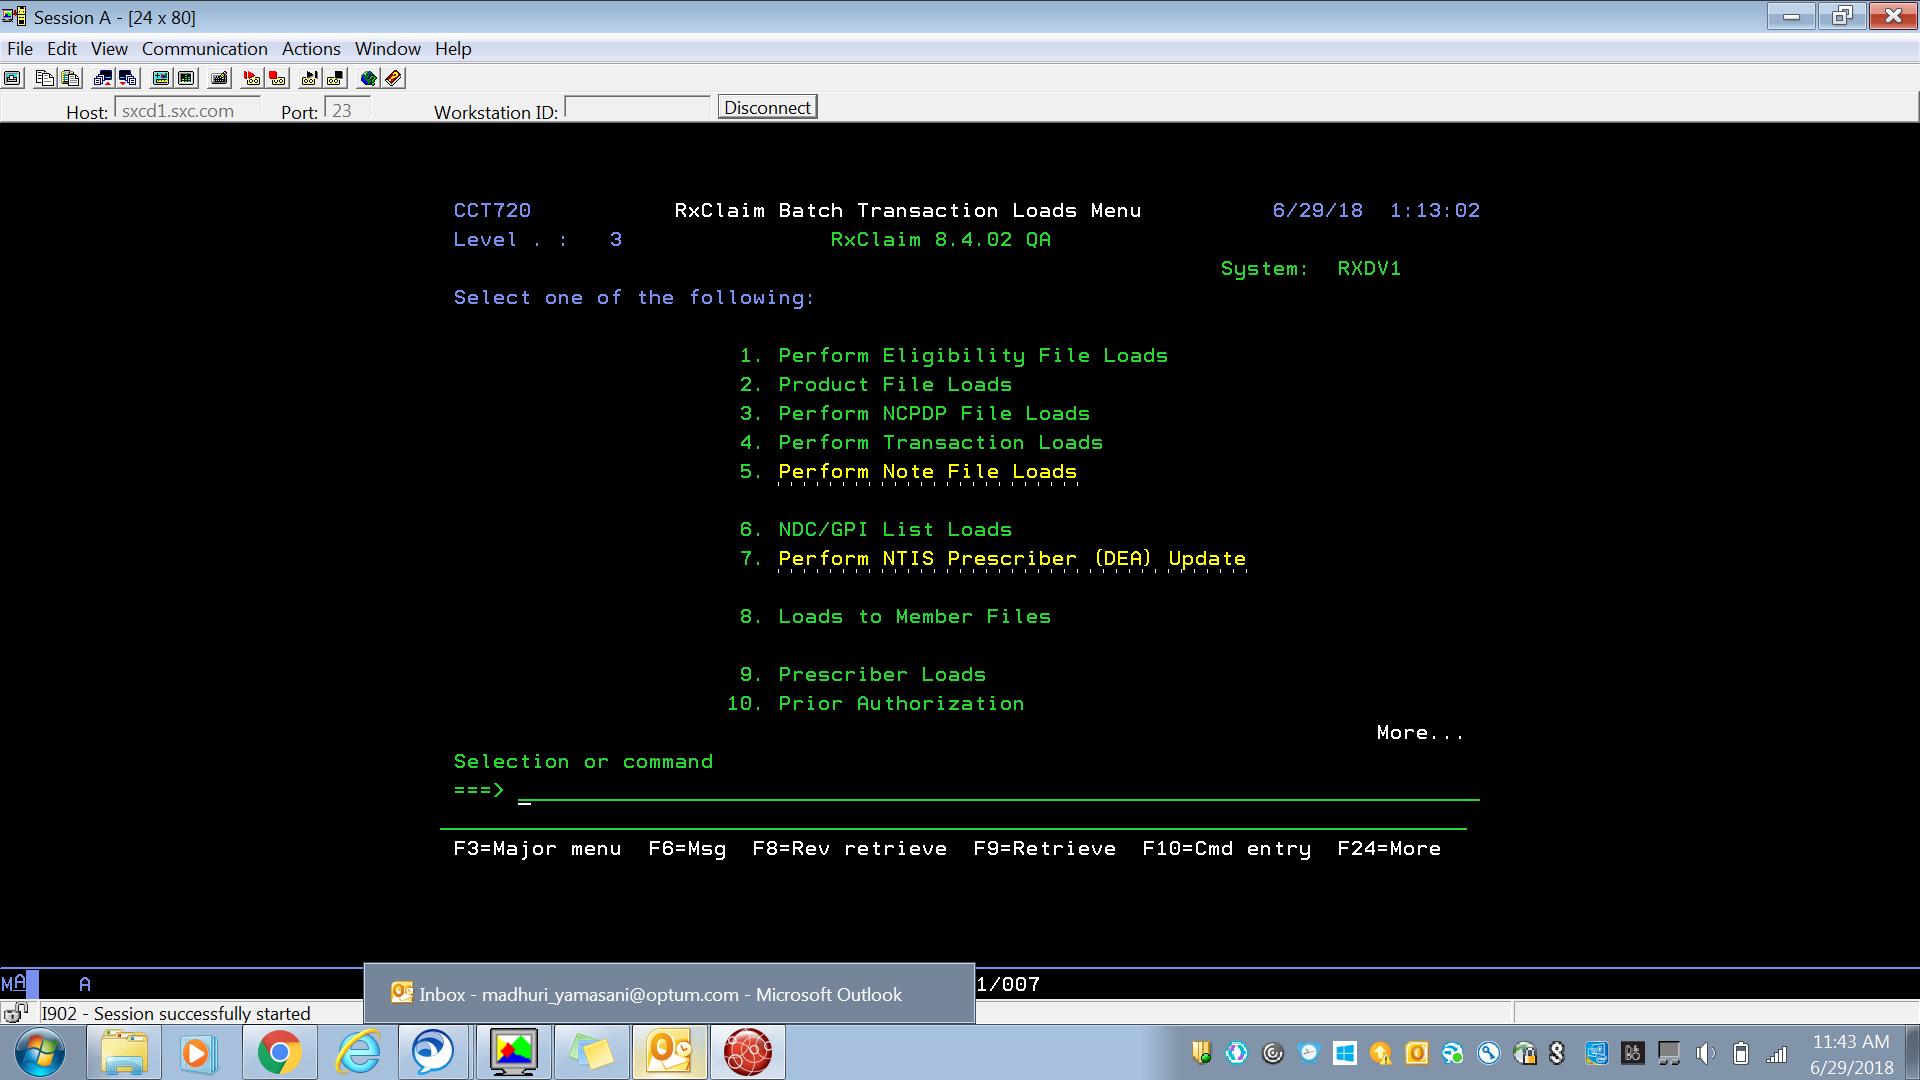 Session A - [24 x 80]
File Edit View Communication Actions Window Help
Host: sxcd1.sxc.com Port: 23 Workstation ID: Disconnect
CCT720 RxClaim Batch Transaction Loads Menu 6/29/18 1:13:02
Level . : 3 RxClaim 8.4.02 QA
System: RXDV1
Select one of the following:
1. Perform Eligibility File Loads
2. Product File Loads
3. Perform NCPDP File Loads
4. Perform Transaction Loads
5. Perform Note File Loads
6. NDC/GPI List Loads
7. Perform NTIS Prescriber (DEA) Update
8. Loads to Member Files
9. Prescriber Loads
10. Prior Authorization
More...
Selection or command
===>
F3=Major menu F6=Msg F8=Rev retrieve F9=Retrieve F10=Cmd entry F24=More
MA A 1/007
Inbox - madhuri_yamasani@optum.com - Microsoft Outlook
I902 - Session successfully started
11:43 AM
6/29/2018